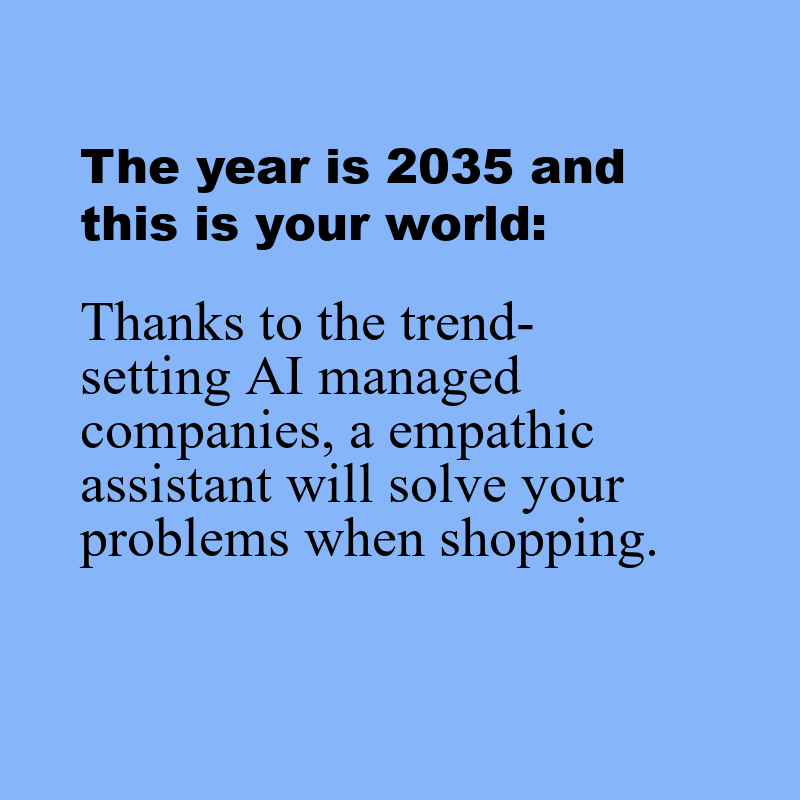 The year is 2035 and
this is your world:
Thanks to the trend-
setting AI managed
companies, a empathic
assistant will solve your
problems when shopping.